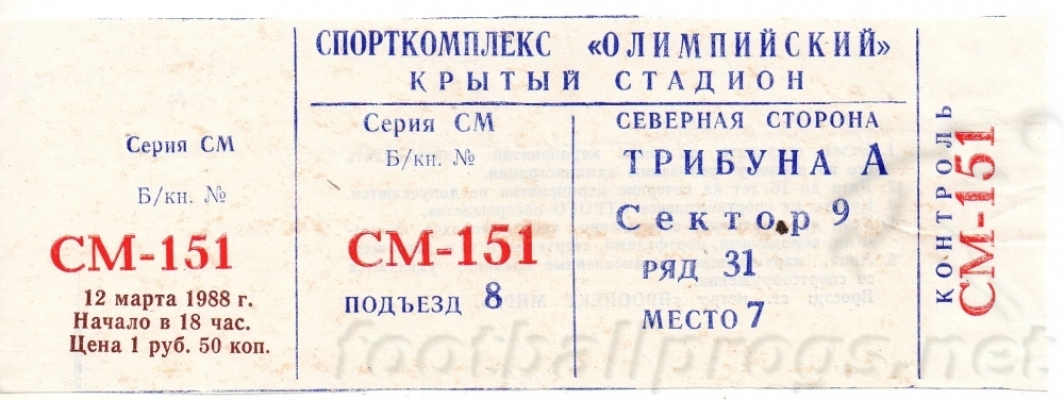 Серия СМ
Б/кн. №
СМ-151
12 марта 1988 г.
Начало в 18 час.
Цена 1 руб. 50 коп.
СПОРТКОМПЛЕКС «ОЛИМПИЙСКИЙ»
КРЫТЫЙ СТАДИОН
Серия СМ
Б/кн. №
СМ-151
ПОДЪЕЗД 8
СЕВЕРНАЯ СТОРОНА
ТРИБУНА А
Сектор 9
РЯД 31
МЕСТО 7
КОНТРОЛЬ
СМ-151
footballprogz.net